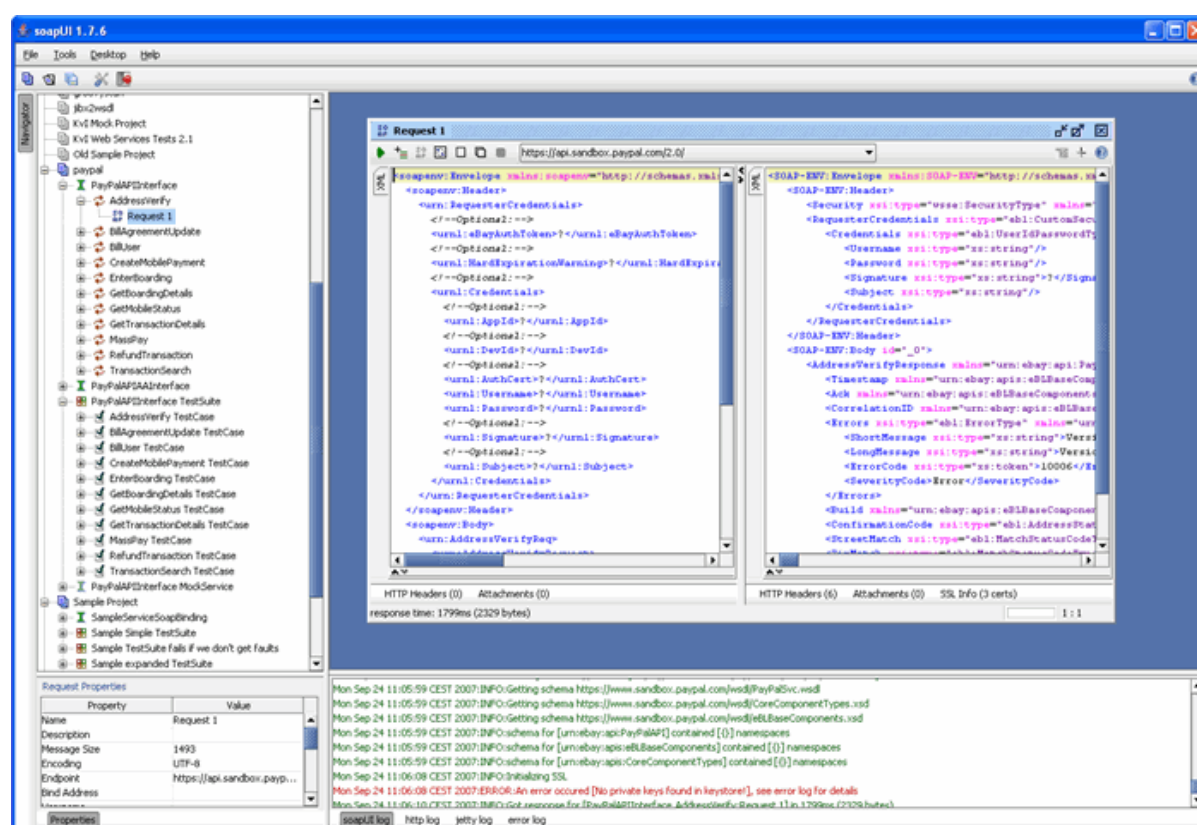 soapUI 1.7.6
File Tools Desktop Help
Navigator
jbx2wsdl
KvI Mock Project
KvI Web Services Tests 2.1
Old Sample Project
paypal
PayPalAPIInterface
AddressVerify
Request 1
BillAgreementUpdate
BillUser
CreateMobilePayment
EnterBoarding
GetBoardingDetails
GetMobileStatus
GetTransactionDetails
MassPay
RefundTransaction
TransactionSearch
PayPalAPIAAInterface
PayPalAPIInterface TestSuite
AddressVerify TestCase
BillAgreementUpdate TestCase
BillUser TestCase
CreateMobilePayment TestCase
EnterBoarding TestCase
GetBoardingDetails TestCase
GetMobileStatus TestCase
GetTransactionDetails TestCase
MassPay TestCase
RefundTransaction TestCase
TransactionSearch TestCase
PayPalAPIInterface MockService
Sample Project
SampleServiceSoapBinding
Sample Simple TestSuite
Sample TestSuite fails if we don't get faults
Sample expanded TestSuite
Request Properties
Property Value
Name Request 1
Description
Message Size 1493
Encoding UTF-8
Endpoint https://api.sandbox.payp...
Bind Address
Properties
Request 1
https://api.sandbox.paypal.com/2.0/
XML
<soapenv:Envelope xmlns:soapenv="http://schemas.xml
<soapenv:Header>
<urn:RequesterCredentials>
<!--Optional:-->
<urn1:eBayAuthToken>?</urn1:eBayAuthToken>
<!--Optional:-->
<urn1:HardExpirationWarning>?</urn1:HardExpira
<!--Optional:-->
<urn1:Credentials>
<!--Optional:-->
<urn1:AppId>?</urn1:AppId>
<!--Optional:-->
<urn1:DevId>?</urn1:DevId>
<!--Optional:-->
<urn1:AuthCert>?</urn1:AuthCert>
<urn1:Username>?</urn1:Username>
<urn1:Password>?</urn1:Password>
<!--Optional:-->
<urn1:Signature>?</urn1:Signature>
<!--Optional:-->
<urn1:Subject>?</urn1:Subject>
</urn1:Credentials>
</urn:RequesterCredentials>
</soapenv:Header>
<soapenv:Body>
<urn:AddressVerifyReq>
HTTP Headers (0) Attachments (0)
XML
<SOAP-ENV:Envelope xmlns:SOAP-ENV="http://schemas.x
<SOAP-ENV:Header>
<Security xsi:type="wsse:SecurityType" xmlns="
<RequesterCredentials xsi:type="ebl:CustomSecu
<Credentials xsi:type="ebl:UserIdPasswordTy
<Username xsi:type="xs:string"/>
<Password xsi:type="xs:string"/>
<Signature xsi:type="xs:string">?</Signa
<Subject xsi:type="xs:string"/>
</Credentials>
</RequesterCredentials>
</SOAP-ENV:Header>
<SOAP-ENV:Body id="_0">
<AddressVerifyResponse xmlns="urn:ebay:api:Pay
<Timestamp xmlns="urn:ebay:apis:eBLBaseComp
<Ack xmlns="urn:ebay:apis:eBLBaseComponents
<CorrelationID xmlns="urn:ebay:apis:eBLBase
<Errors xsi:type="ebl:ErrorType" xmlns="urn
<ShortMessage xsi:type="xs:string">Versi
<LongMessage xsi:type="xs:string">Versio
<ErrorCode xsi:type="xs:token">10006</Er
<SeverityCode>Error</SeverityCode>
</Errors>
<Build xmlns="urn:ebay:apis:eBLBaseComponen
<ConfirmationCode xsi:type="ebl:AddressStat
<StreetMatch xsi:type="ebl:MatchStatusCodeT
HTTP Headers (6) Attachments (0) SSL Info (3 certs)
response time: 1799ms (2329 bytes)
1 : 1
Mon Sep 24 11:05:59 CEST 2007:INFO:Getting schema https://www.sandbox.paypal.com/wsdl/PayPalSvc.wsdl
Mon Sep 24 11:05:59 CEST 2007:INFO:Getting schema https://www.sandbox.paypal.com/wsdl/CoreComponentTypes.xsd
Mon Sep 24 11:05:59 CEST 2007:INFO:Getting schema https://www.sandbox.paypal.com/wsdl/eBLBaseComponents.xsd
Mon Sep 24 11:05:59 CEST 2007:INFO:schema for [urn:ebay:api:PayPalAPI] contained [{}] namespaces
Mon Sep 24 11:05:59 CEST 2007:INFO:schema for [urn:ebay:apis:eBLBaseComponents] contained [{}] namespaces
Mon Sep 24 11:05:59 CEST 2007:INFO:schema for [urn:ebay:apis:CoreComponentTypes] contained [{}] namespaces
Mon Sep 24 11:06:08 CEST 2007:INFO:Initializing SSL
Mon Sep 24 11:06:08 CEST 2007:ERROR:An error occured [No private keys found in keystore!], see error log for details
Mon Sep 24 11:06:10 CEST 2007:INFO:Got response for [PayPalAPIInterface.AddressVerify:Request 1] in 1799ms (2329 bytes)
soapUI log http log jetty log error log